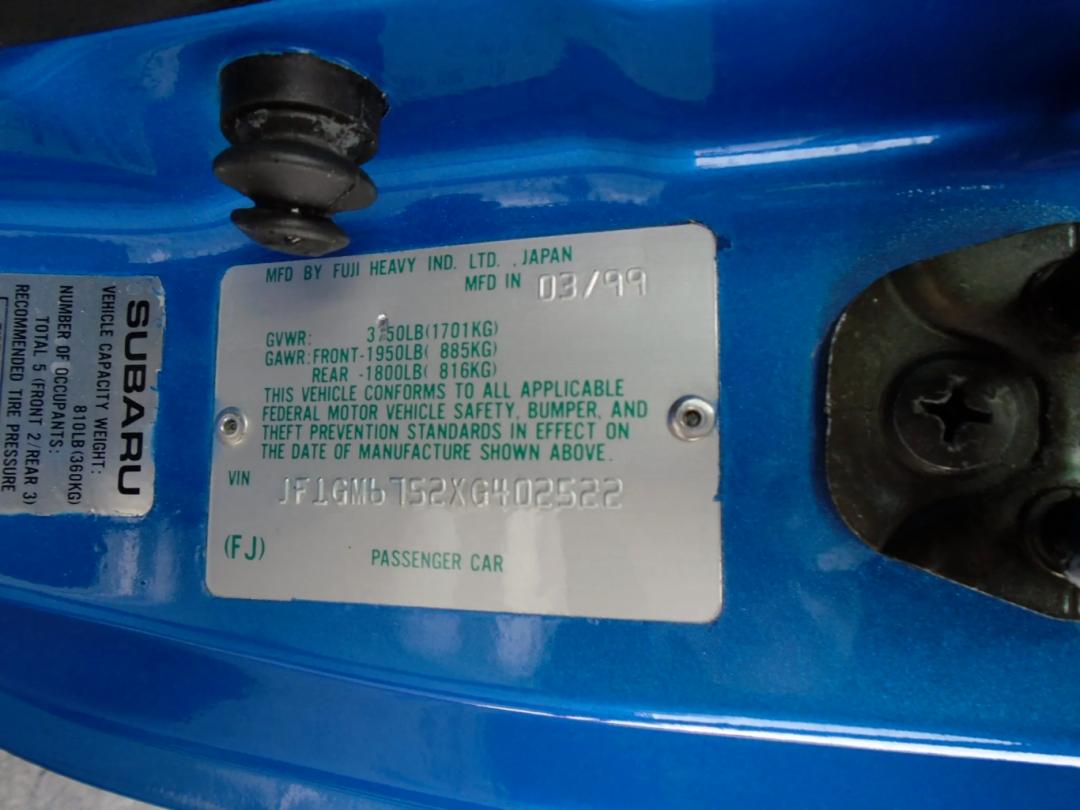 MFD BY FUJI HEAVY IND. LTD. , JAPAN
MFD IN 03/99
GVWR: 3750LB(1701KG)
GAWR: FRONT-1950LB( 885KG)
REAR -1800LB( 816KG)
THIS VEHICLE CONFORMS TO ALL APPLICABLE
FEDERAL MOTOR VEHICLE SAFETY, BUMPER, AND
THEFT PREVENTION STANDARDS IN EFFECT ON
THE DATE OF MANUFACTURE SHOWN ABOVE.
VIN JF1GM6752XG402522
(FJ) PASSENGER CAR
SUBARU
VEHICLE CAPACITY WEIGHT:
810LB(360KG)
NUMBER OF OCCUPANTS:
TOTAL 5 (FRONT 2/REAR 3)
RECOMMENDED TIRE PRESSURE